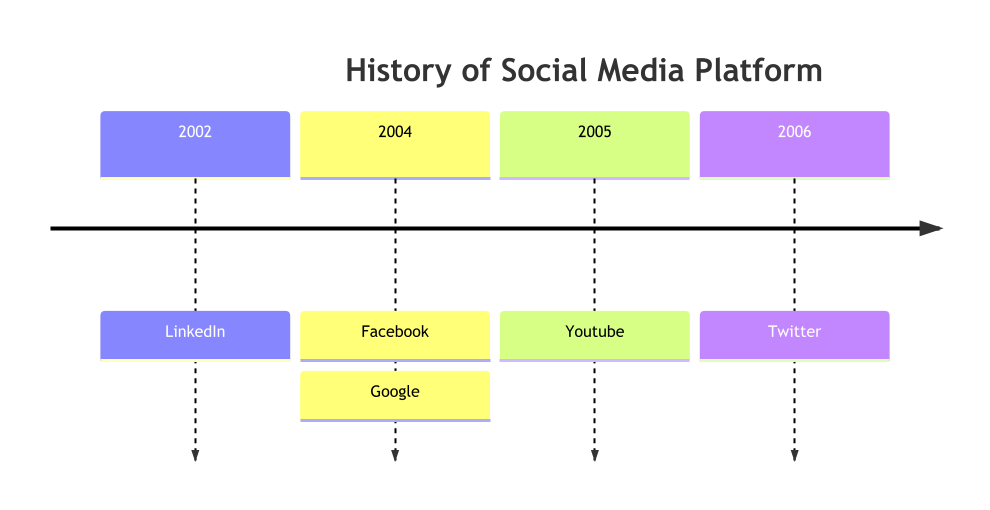 History of Social Media Platform
2002
2004
2005
2006
LinkedIn
Facebook
Youtube
Twitter
Google